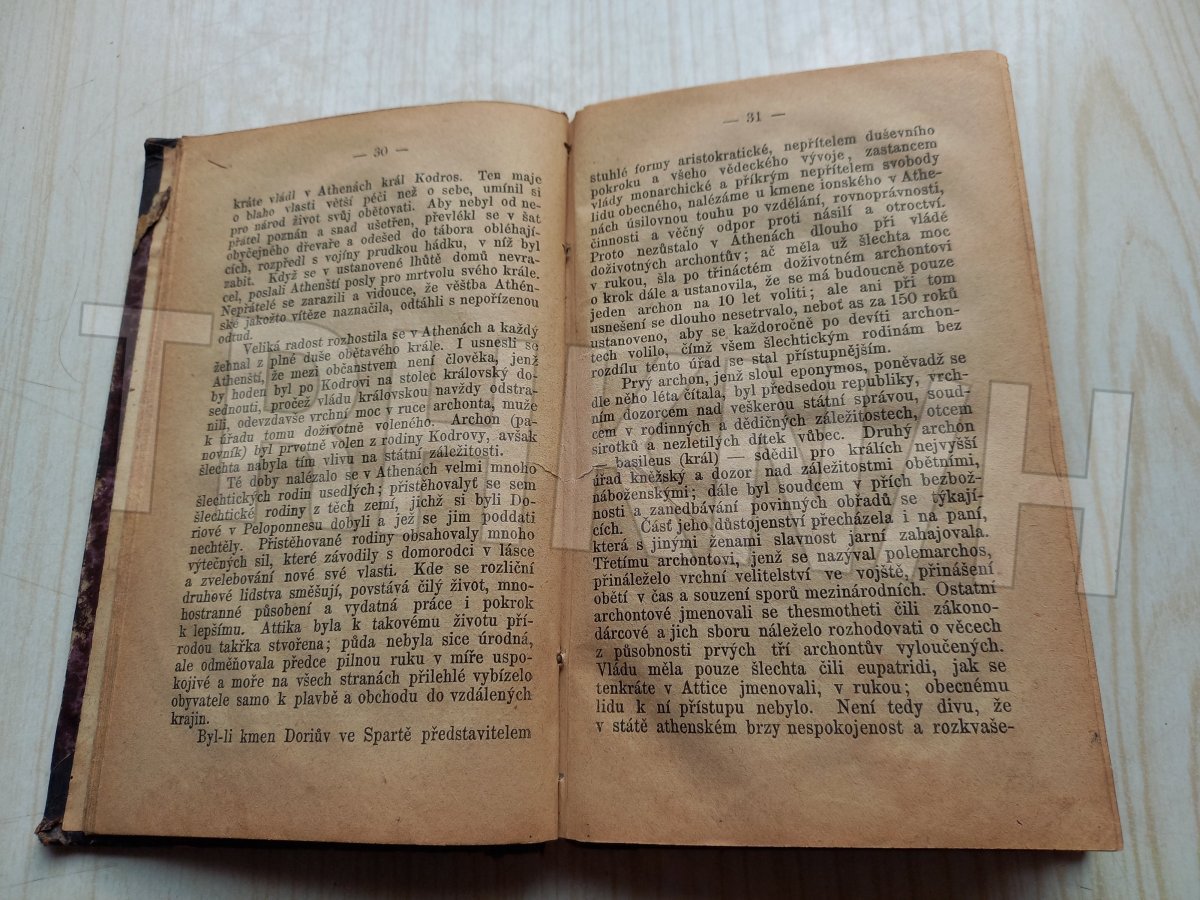 — 30 —
kráte vládl v Athenách král Kodros. Ten maje
o blaho vlasti větší péči než o sebe, umínil si
pro národ život svůj obětovati. Aby nebyl od ne-
přátel poznán a snad ušetřen, převlékl se v šat
obyčejného dřevaře a odešed do tábora obléhají-
cích, rozpředl s vojíny prudkou hádku, v níž byl
zabit. Když se v ustanovené lhůtě domů nevra-
cel, poslali Athenští posly pro mrtvolu svého krále.
Nepřátelé se zarazili a vidouce, že věštba Athén-
ské jakožto vítěze naznačila, odtáhli s nepořízenou
odtud.
Veliká radost rozhostila se v Athenách a každý
žehnal z plné duše obětavého krále. I usnesli se
Athenští, že mezi občanstvem není člověka, jenž
by hoden byl po Kodrovi na stolec královský do-
sednouti, pročež vládu královskou navždy odstra-
nili, odevzdavše vrchní moc v ruce archonta, muže
k úřadu tomu doživotně voleného. Archon (pa-
novník) byl prvotně volen z rodiny Kodrovy, avšak
šlechta nabyla tím vlivu na státní záležitosti.
Té doby nalézalo se v Athenách velmi mnoho
šlechtických rodin usedlých; přistěhovalyť se sem
šlechtické rodiny z těch zemí, jichž si byli Do-
riové v Peloponnesu dobyli a jež se jim poddati
nechtěly. Přistěhované rodiny obsahovaly mnoho
výtečných sil, které závodily s domorodci v lásce
a zvelebování nové své vlasti. Kde se rozliční
druhové lidstva směšují, povstává čilý život, mno-
hostranné působení a vydatná práce i pokrok
k lepšímu. Attika byla k takovému životu pří-
rodou takřka stvořena; půda nebyla sice úrodná,
ale odměňovala předce pilnou ruku v míře uspo-
kojivé a moře na všech stranách přilehlé vybízelo
obyvatele samo k plavbě a obchodu do vzdálených
krajin.
Byl-li kmen Doriův ve Spartě představitelem
— 31 —
stuhlé formy aristokratické, nepřítelem duševního
pokroku a všeho vědeckého vývoje, zastancem
vlády monarchické a příkrým nepřítelem svobody
lidu obecného, nalézáme u kmene ionského v Athe-
nách úsilovnou touhu po vzdělání, rovnoprávnosti,
činnosti a věčný odpor proti násilí a otroctví.
Proto nezůstalo v Athenách dlouho při vládě
doživotných archontův; ač měla už šlechta moc
v rukou, šla po třináctém doživotném archontovi
o krok dále a ustanovila, že se má budoucně pouze
jeden archon na 10 let voliti; ale ani při tom
usnešení se dlouho nesetrvalo, neboť as za 150 roků
ustanoveno, aby se každoročně po devíti archon-
tech volilo, čímž všem šlechtickým rodinám bez
rozdílu tento úřad se stal přístupnějším.
Prvý archon, jenž sloul eponymos, poněvadž se
dle něho léta čítala, byl předsedou republiky, vrch-
ním dozorcem nad veškerou státní správou, soud-
cem v rodinných a dědičných záležitostech, otcem
sirotků a nezletilých dítek vůbec. Druhý archon
— basileus (král) — sdědil pro králích nejvyšší
úřad kněžský a dozor nad záležitostmi obětními,
náboženskými; dále byl soudcem v přích bezbož-
nosti a zanedbávání povinných obřadů se týkají-
cích. Část jeho důstojenství přecházela i na paní,
která s jinými ženami slavnost jarní zahajovala.
Třetímu archontovi, jenž se nazýval polemarchos,
přináleželo vrchní velitelství ve vojště, přinášení
obětí v čas a souzení sporů mezinárodních. Ostatní
archontové jmenovali se thesmotheti čili zákono-
dárcové a jich sboru náleželo rozhodovati o věcech
z působnosti prvých tří archontův vyloučených.
Vládu měla pouze šlechta čili eupatridi, jak se
tenkráte v Attice jmenovali, v rukou; obecnému
lidu k ní přístupu nebylo. Není tedy divu, že
v státě athenském brzy nespokojenost a rozkvaše-